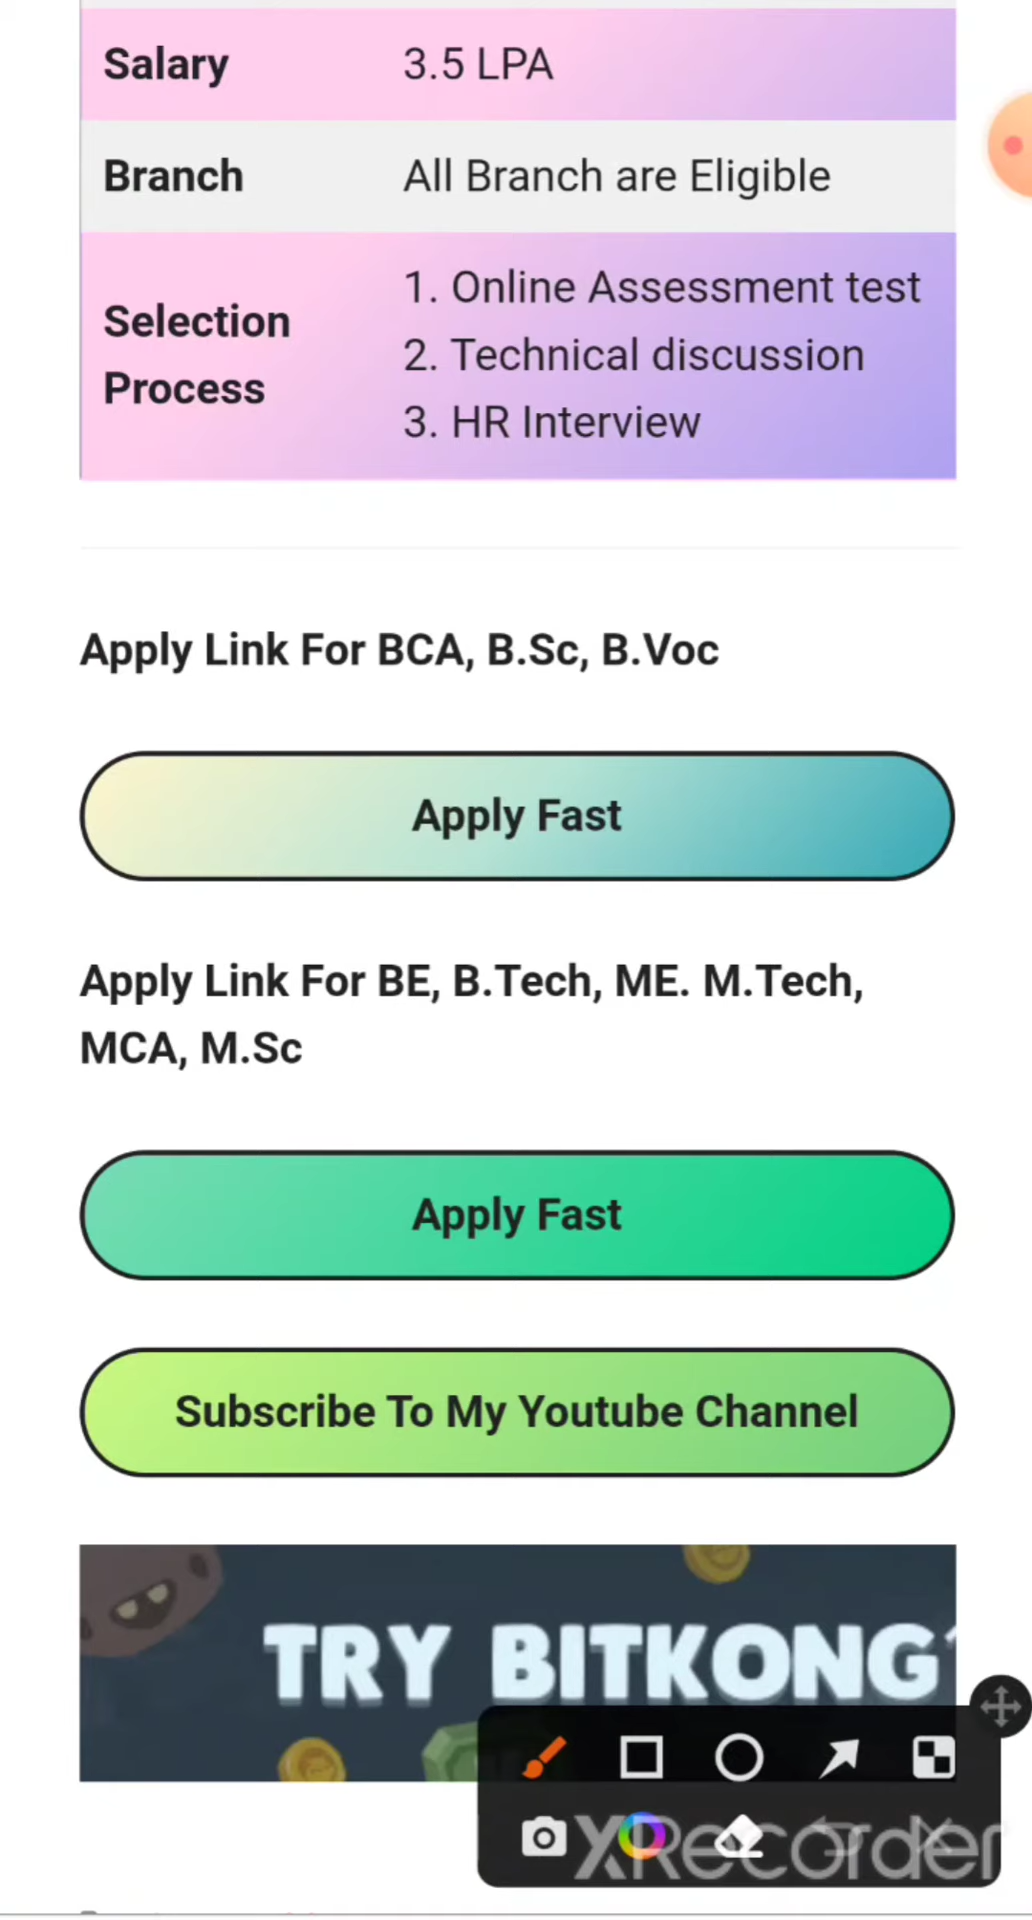 Salary 3.5 LPA
Branch All Branch are Eligible
Selection Process
1. Online Assessment test
2. Technical discussion
3. HR Interview
Apply Link For BCA, B.Sc, B.Voc
Apply Fast
Apply Link For BE, B.Tech, ME. M.Tech,
MCA, M.Sc
Apply Fast
Subscribe To My Youtube Channel
TRY BITKONG
XRecorder